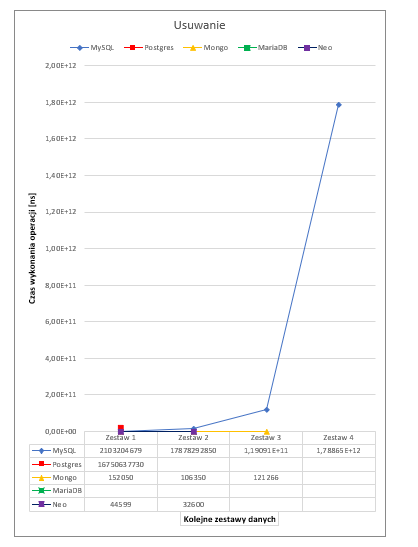 Usuwanie
MySQL Postgres Mongo MariaDB Neo
2,00E+12
1,80E+12
1,60E+12
1,40E+12
1,20E+12
1,00E+12
8,00E+11
6,00E+11
4,00E+11
2,00E+11
0,00E+00
Czas wykonania operacji [ns]
Zestaw 1 Zestaw 2 Zestaw 3 Zestaw 4
MySQL 2103204679 17878292850 1,19091E+11 1,78865E+12
Postgres 16750637730
Mongo 152050 106350 121266
MariaDB
Neo 44599 32600
Kolejne zestawy danych